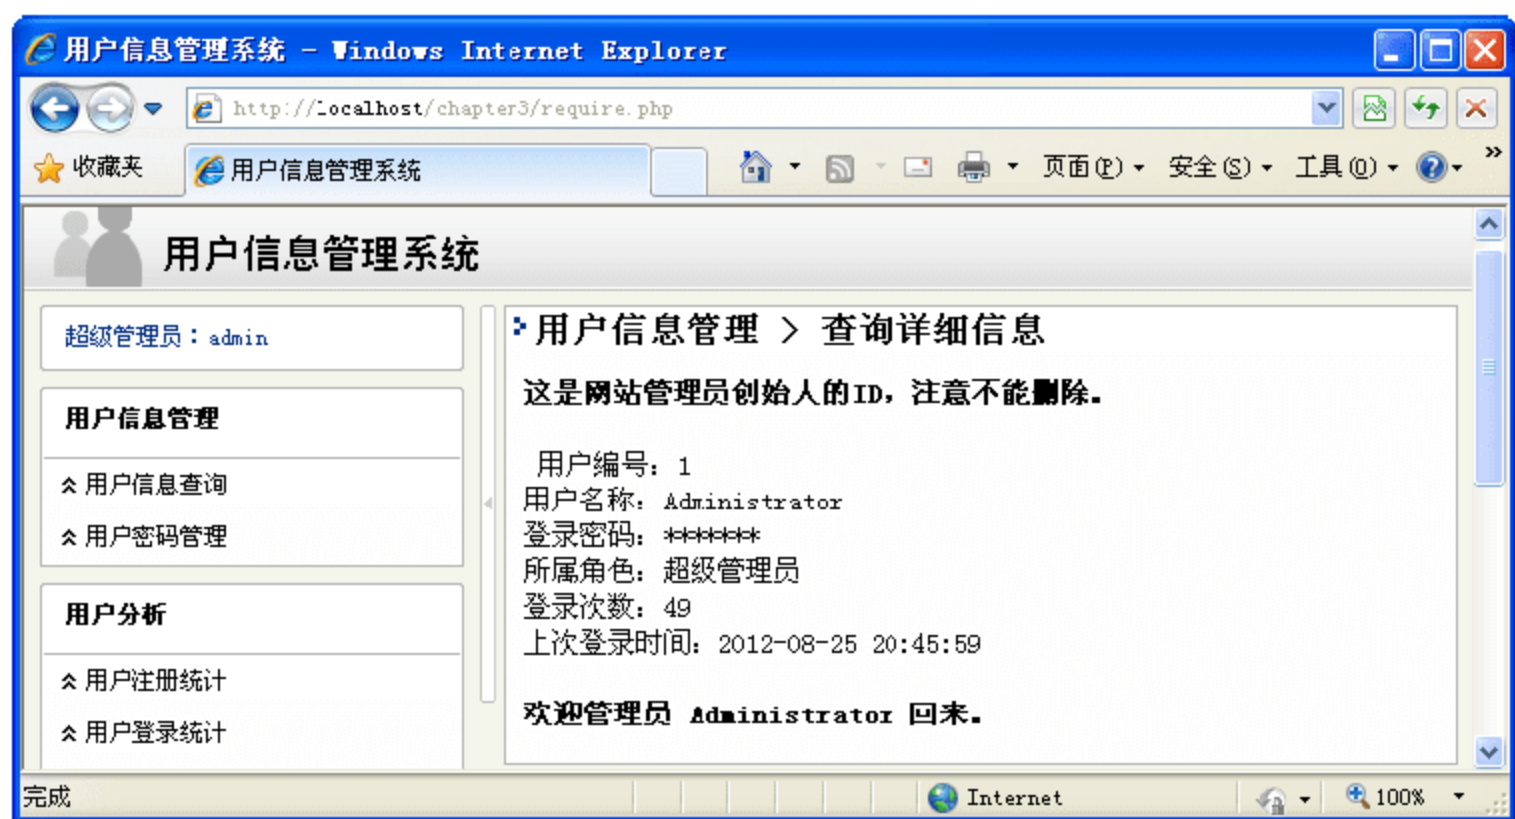 用户信息管理系统 - Windows Internet Explorer
http://localhost/chapter3/require.php
收藏夹
用户信息管理系统
页面(P)
安全(S)
工具(O)
»
用户信息管理系统
超级管理员：admin
用户信息管理
用户信息查询
用户密码管理
用户分析
用户注册统计
用户登录统计
用户信息管理 > 查询详细信息
这是网站管理员创始人的ID，注意不能删除。
用户编号：1
用户名称：Administrator
登录密码：*******
所属角色：超级管理员
登录次数：49
上次登录时间：2012-08-25 20:45:59
欢迎管理员 Administrator 回来。
完成
Internet
100%